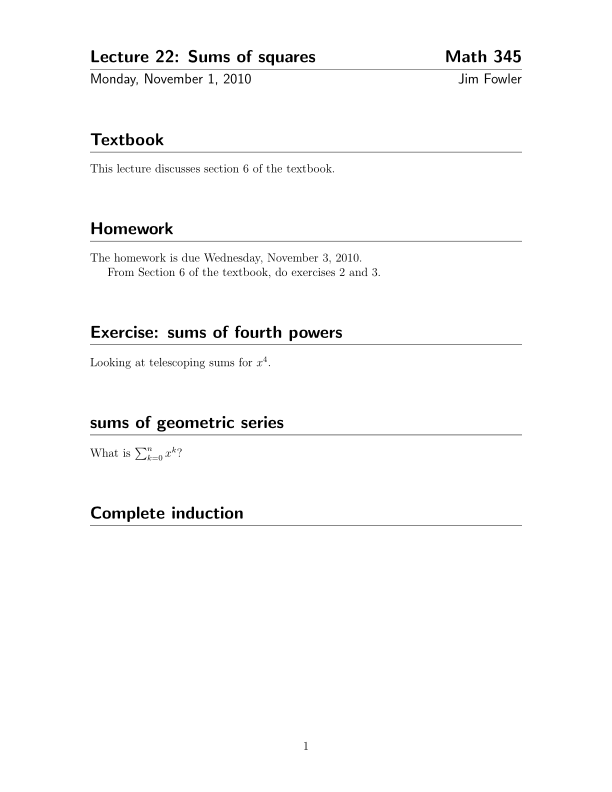 Lecture 22: Sums of squares Math 345
Monday, November 1, 2010 Jim Fowler
Textbook
This lecture discusses section 6 of the textbook.
Homework
The homework is due Wednesday, November 3, 2010.
From Section 6 of the textbook, do exercises 2 and 3.
Exercise: sums of fourth powers
Looking at telescoping sums for $x^4$.
sums of geometric series
What is $\sum_{k=0}^{n} x^k$?
Complete induction
1